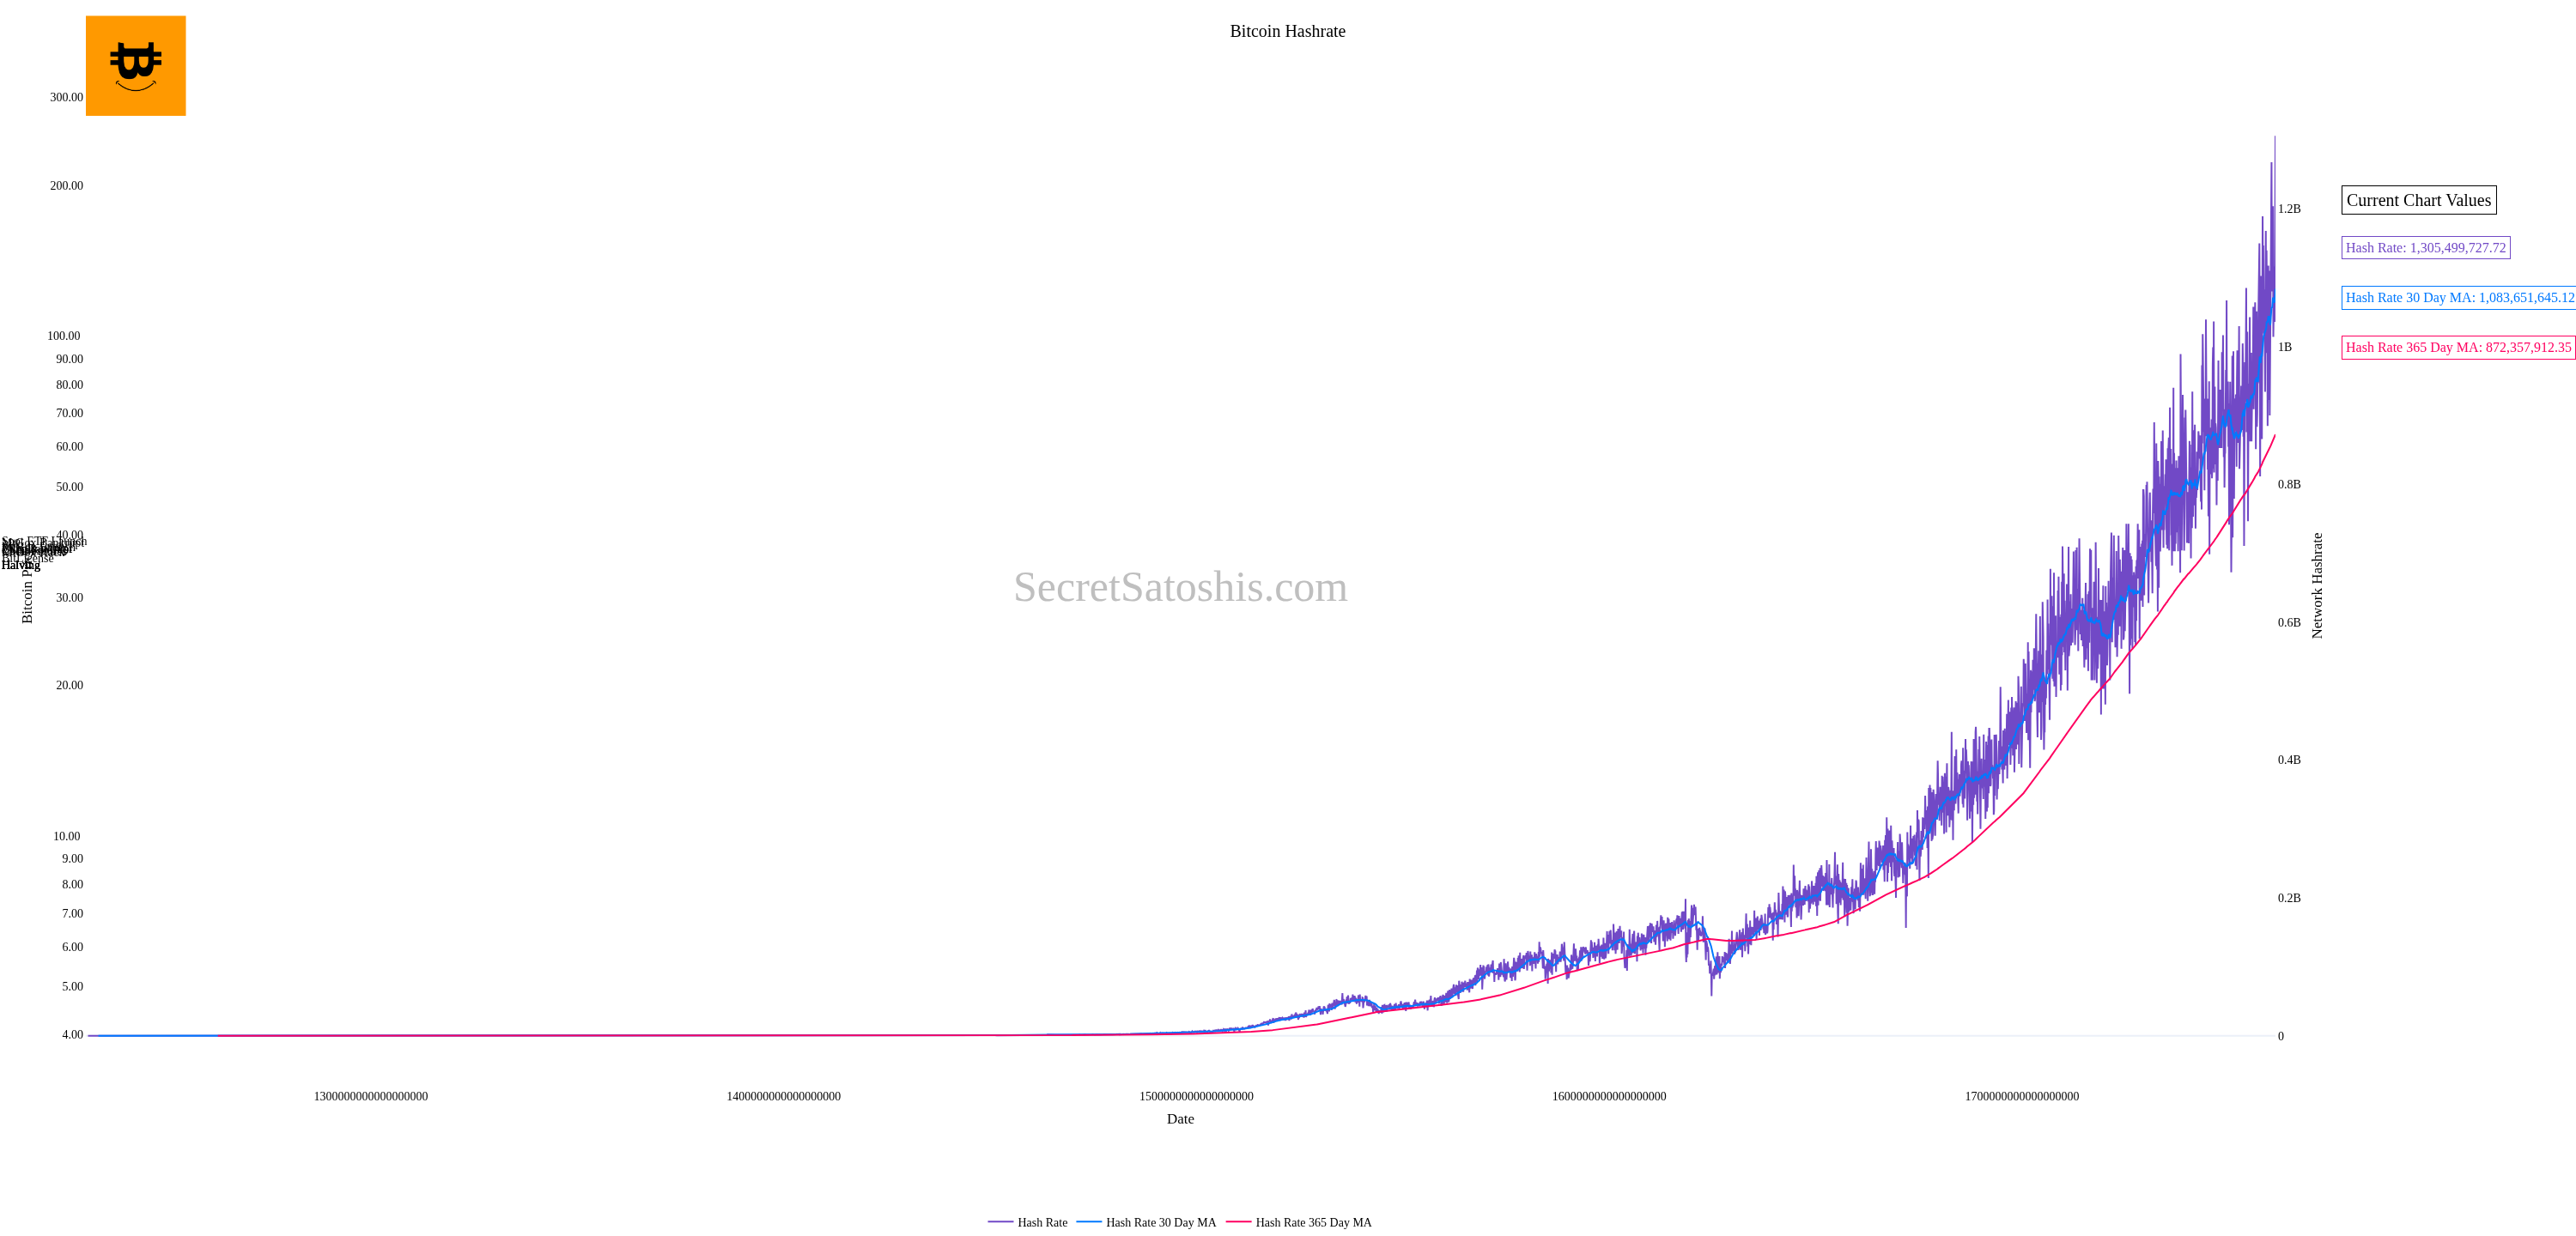 Bitcoin Hashrate
300.00
200.00
100.00
90.00
80.00
70.00
60.00
50.00
40.00
30.00
20.00
10.00
9.00
8.00
7.00
6.00
5.00
4.00
Spot ETF Launch
Halving
Bitcoin
SecretSatoshis.com
1.2B
1B
0.8B
0.6B
0.4B
0.2B
0
Network Hashrate
Current Chart Values
Hash Rate: 1,305,499,727.72
Hash Rate 30 Day MA: 1,083,651,645.12
Hash Rate 365 Day MA: 872,357,912.35
1300000000000000000
1400000000000000000
1500000000000000000
1600000000000000000
1700000000000000000
Date
Hash Rate
Hash Rate 30 Day MA
Hash Rate 365 Day MA